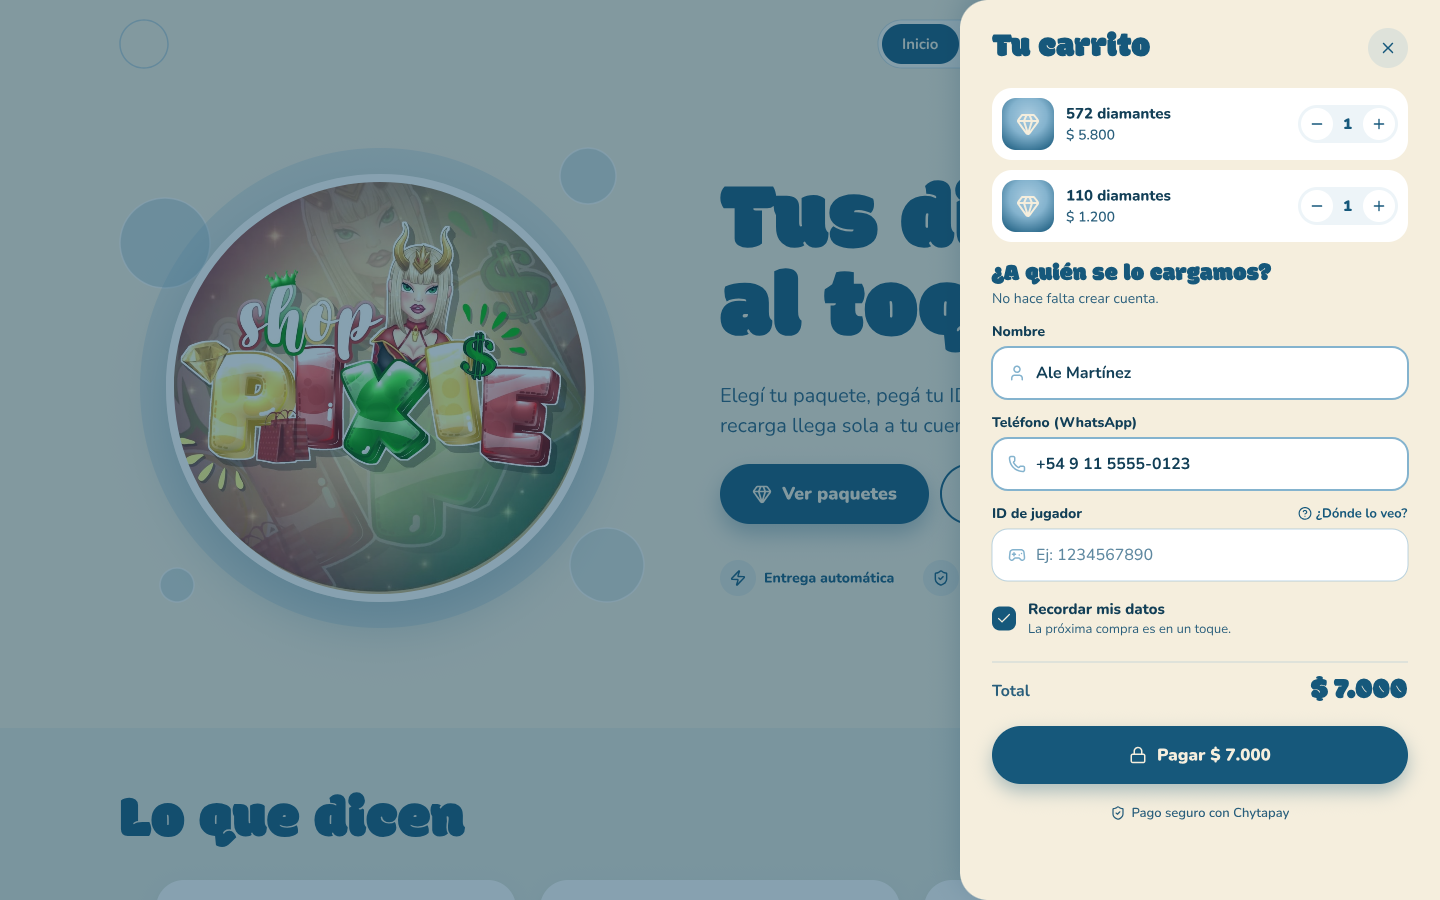 Inicio
shop
PIXIE
$
Tus di
al toq
Elegí tu paquete, pegá tu ID
recarga llega sola a tu cuen
Ver paquetes
Entrega automática
Lo que dicen
Tu carrito
572 diamantes
$ 5.800
1
110 diamantes
$ 1.200
1
¿A quién se lo cargamos?
No hace falta crear cuenta.
Nombre
Ale Martínez
Teléfono (WhatsApp)
+54 9 11 5555-0123
ID de jugador
¿Dónde lo veo?
Ej: 1234567890
Recordar mis datos
La próxima compra es en un toque.
Total
$ 7.000
Pagar $ 7.000
Pago seguro con Chytapay